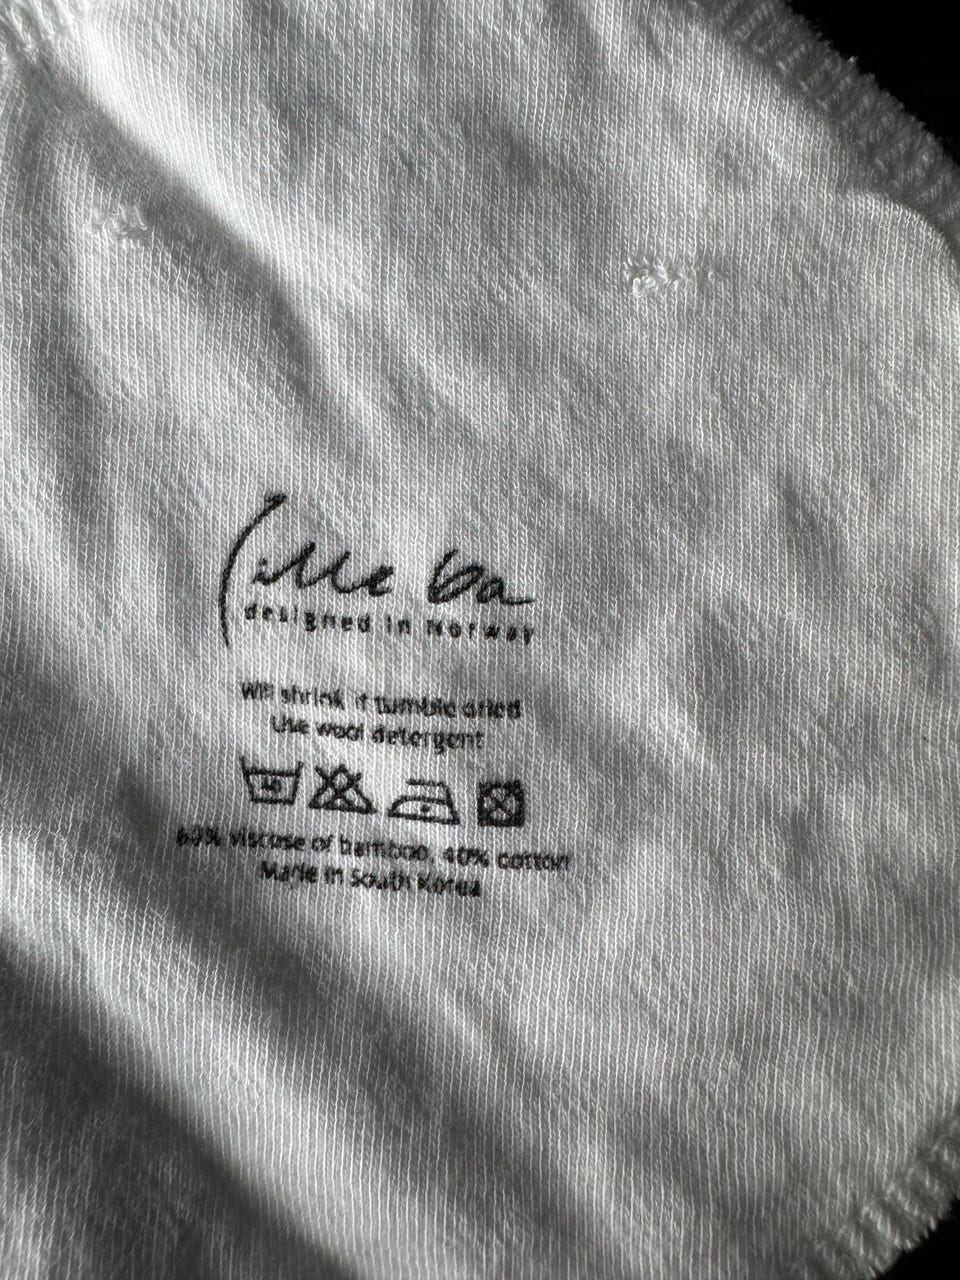 lille ba
designed in Norway
Will shrink if tumble dried
Use wool detergent
40
60% viscose of bamboo, 40% cotton
Made in South Korea